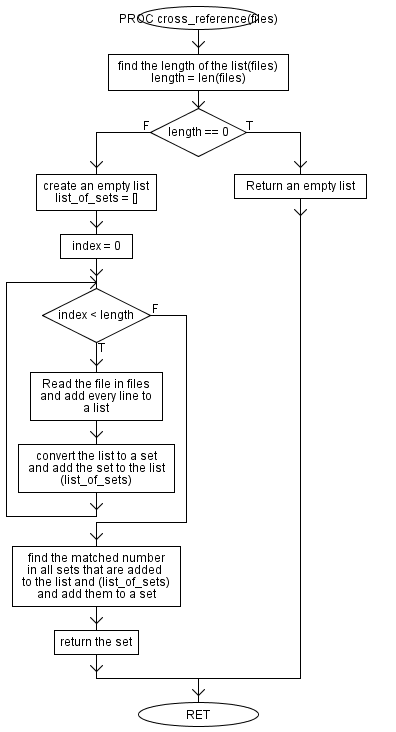 PROC cross_reference(files)
find the length of the list(files)
length = len(files)
length == 0
F
T
create an empty list
list_of_sets = []
Return an empty list
index = 0
index < length
F
T
Read the file in files
and add every line to
a list
convert the list to a set
and add the set to the list
(list_of_sets)
find the matched number
in all sets that are added
to the list and (list_of_sets)
and add them to a set
return the set
RET